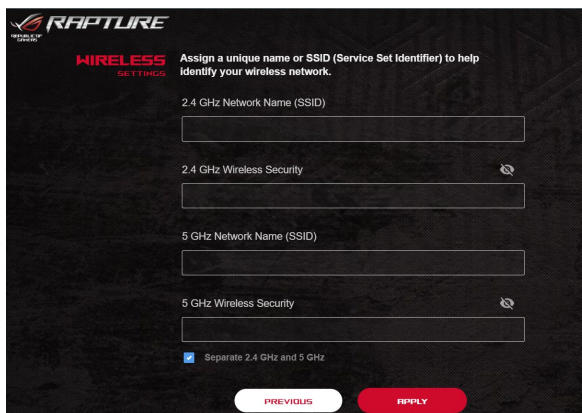 RAPTURE
REPUBLIC OF
GAMERS
WIRELESS
SETTINGS
Assign a unique name or SSID (Service Set Identifier) to help
identify your wireless network.
2.4 GHz Network Name (SSID)
2.4 GHz Wireless Security
5 GHz Network Name (SSID)
5 GHz Wireless Security
Separate 2.4 GHz and 5 GHz
PREVIOUS
APPLY